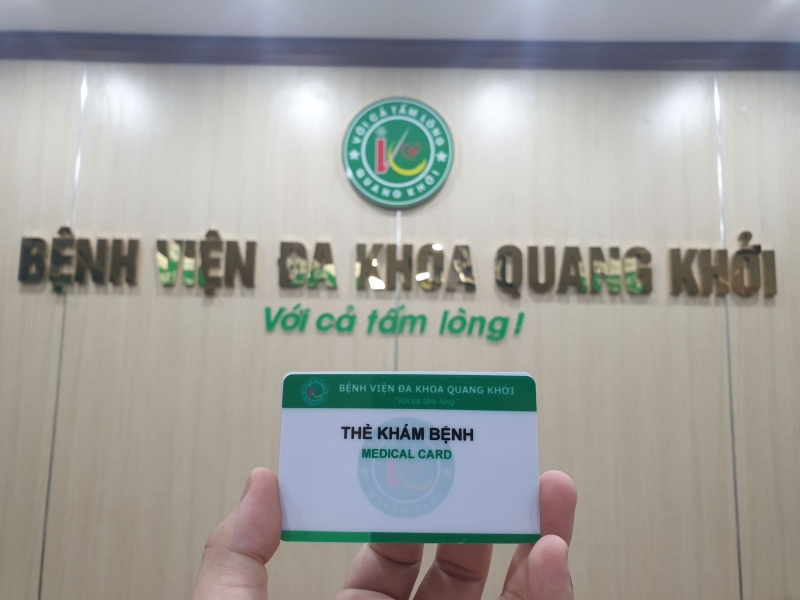 VỚI CẢ TẤM LÒNG
QUANG KHỞI
BỆNH VIỆN ĐA KHOA QUANG KHỞI
Với cả tấm lòng!
BỆNH VIỆN ĐA KHOA QUANG KHỞI
"Với cả tấm lòng"
THẺ KHÁM BỆNH
MEDICAL CARD